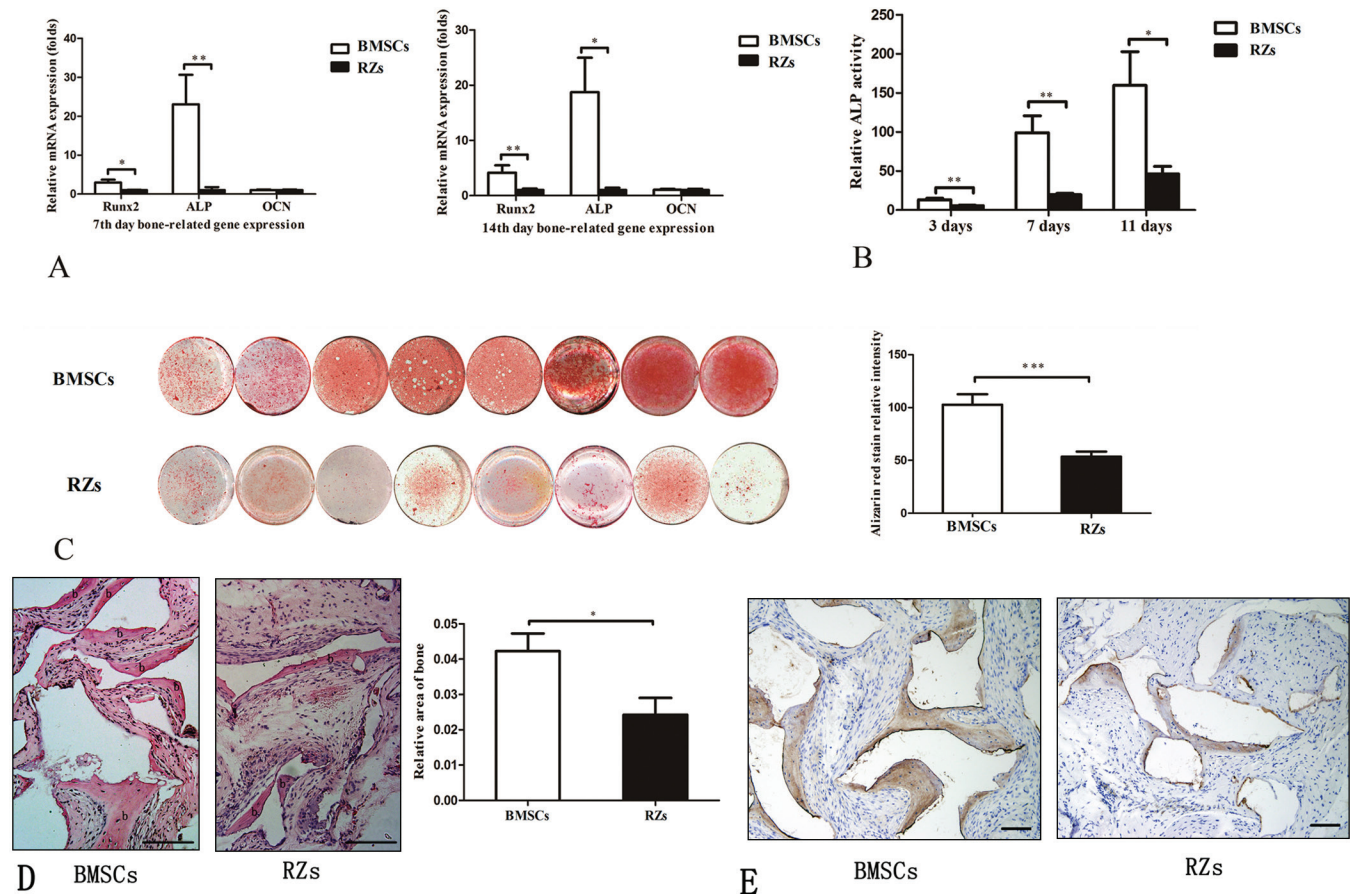 Relative mRNA expression (folds)
40
30
20
10
0
*
**
Runx2 ALP OCN
7th day bone-related gene expression
BMSCs
RZs
A
Relative mRNA expression (folds)
30
20
10
0
**
*
Runx2 ALP OCN
14th day bone-related gene expression
BMSCs
RZs
Relative ALP activity
250
200
150
100
50
0
**
**
*
3 days 7 days 11 days
BMSCs
RZs
B
BMSCs
RZs
C
Alizarin red stain relative intensity
150
100
50
0
***
BMSCs RZs
b
b
b
b
b
b
b
D BMSCs RZs
Relative area of bone
0.05
0.04
0.03
0.02
0.01
0.00
*
BMSCs RZs
E BMSCs RZs